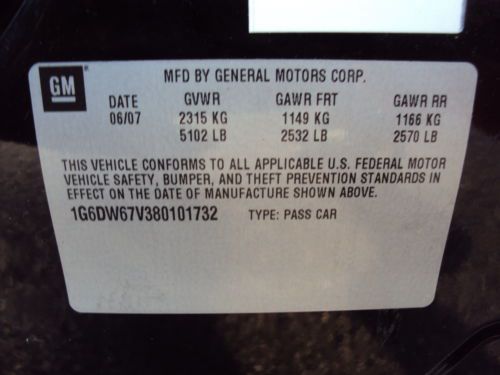 GM® MFD BY GENERAL MOTORS CORP.
DATE GVWR GAWR FRT GAWR RR
06/07 2315 KG 1149 KG 1166 KG
5102 LB 2532 LB 2570 LB
THIS VEHICLE CONFORMS TO ALL APPLICABLE U.S. FEDERAL MOTOR
VEHICLE SAFETY, BUMPER, AND THEFT PREVENTION STANDARDS IN
EFFECT ON THE DATE OF MANUFACTURE SHOWN ABOVE.
1G6DW67V380101732 TYPE: PASS CAR